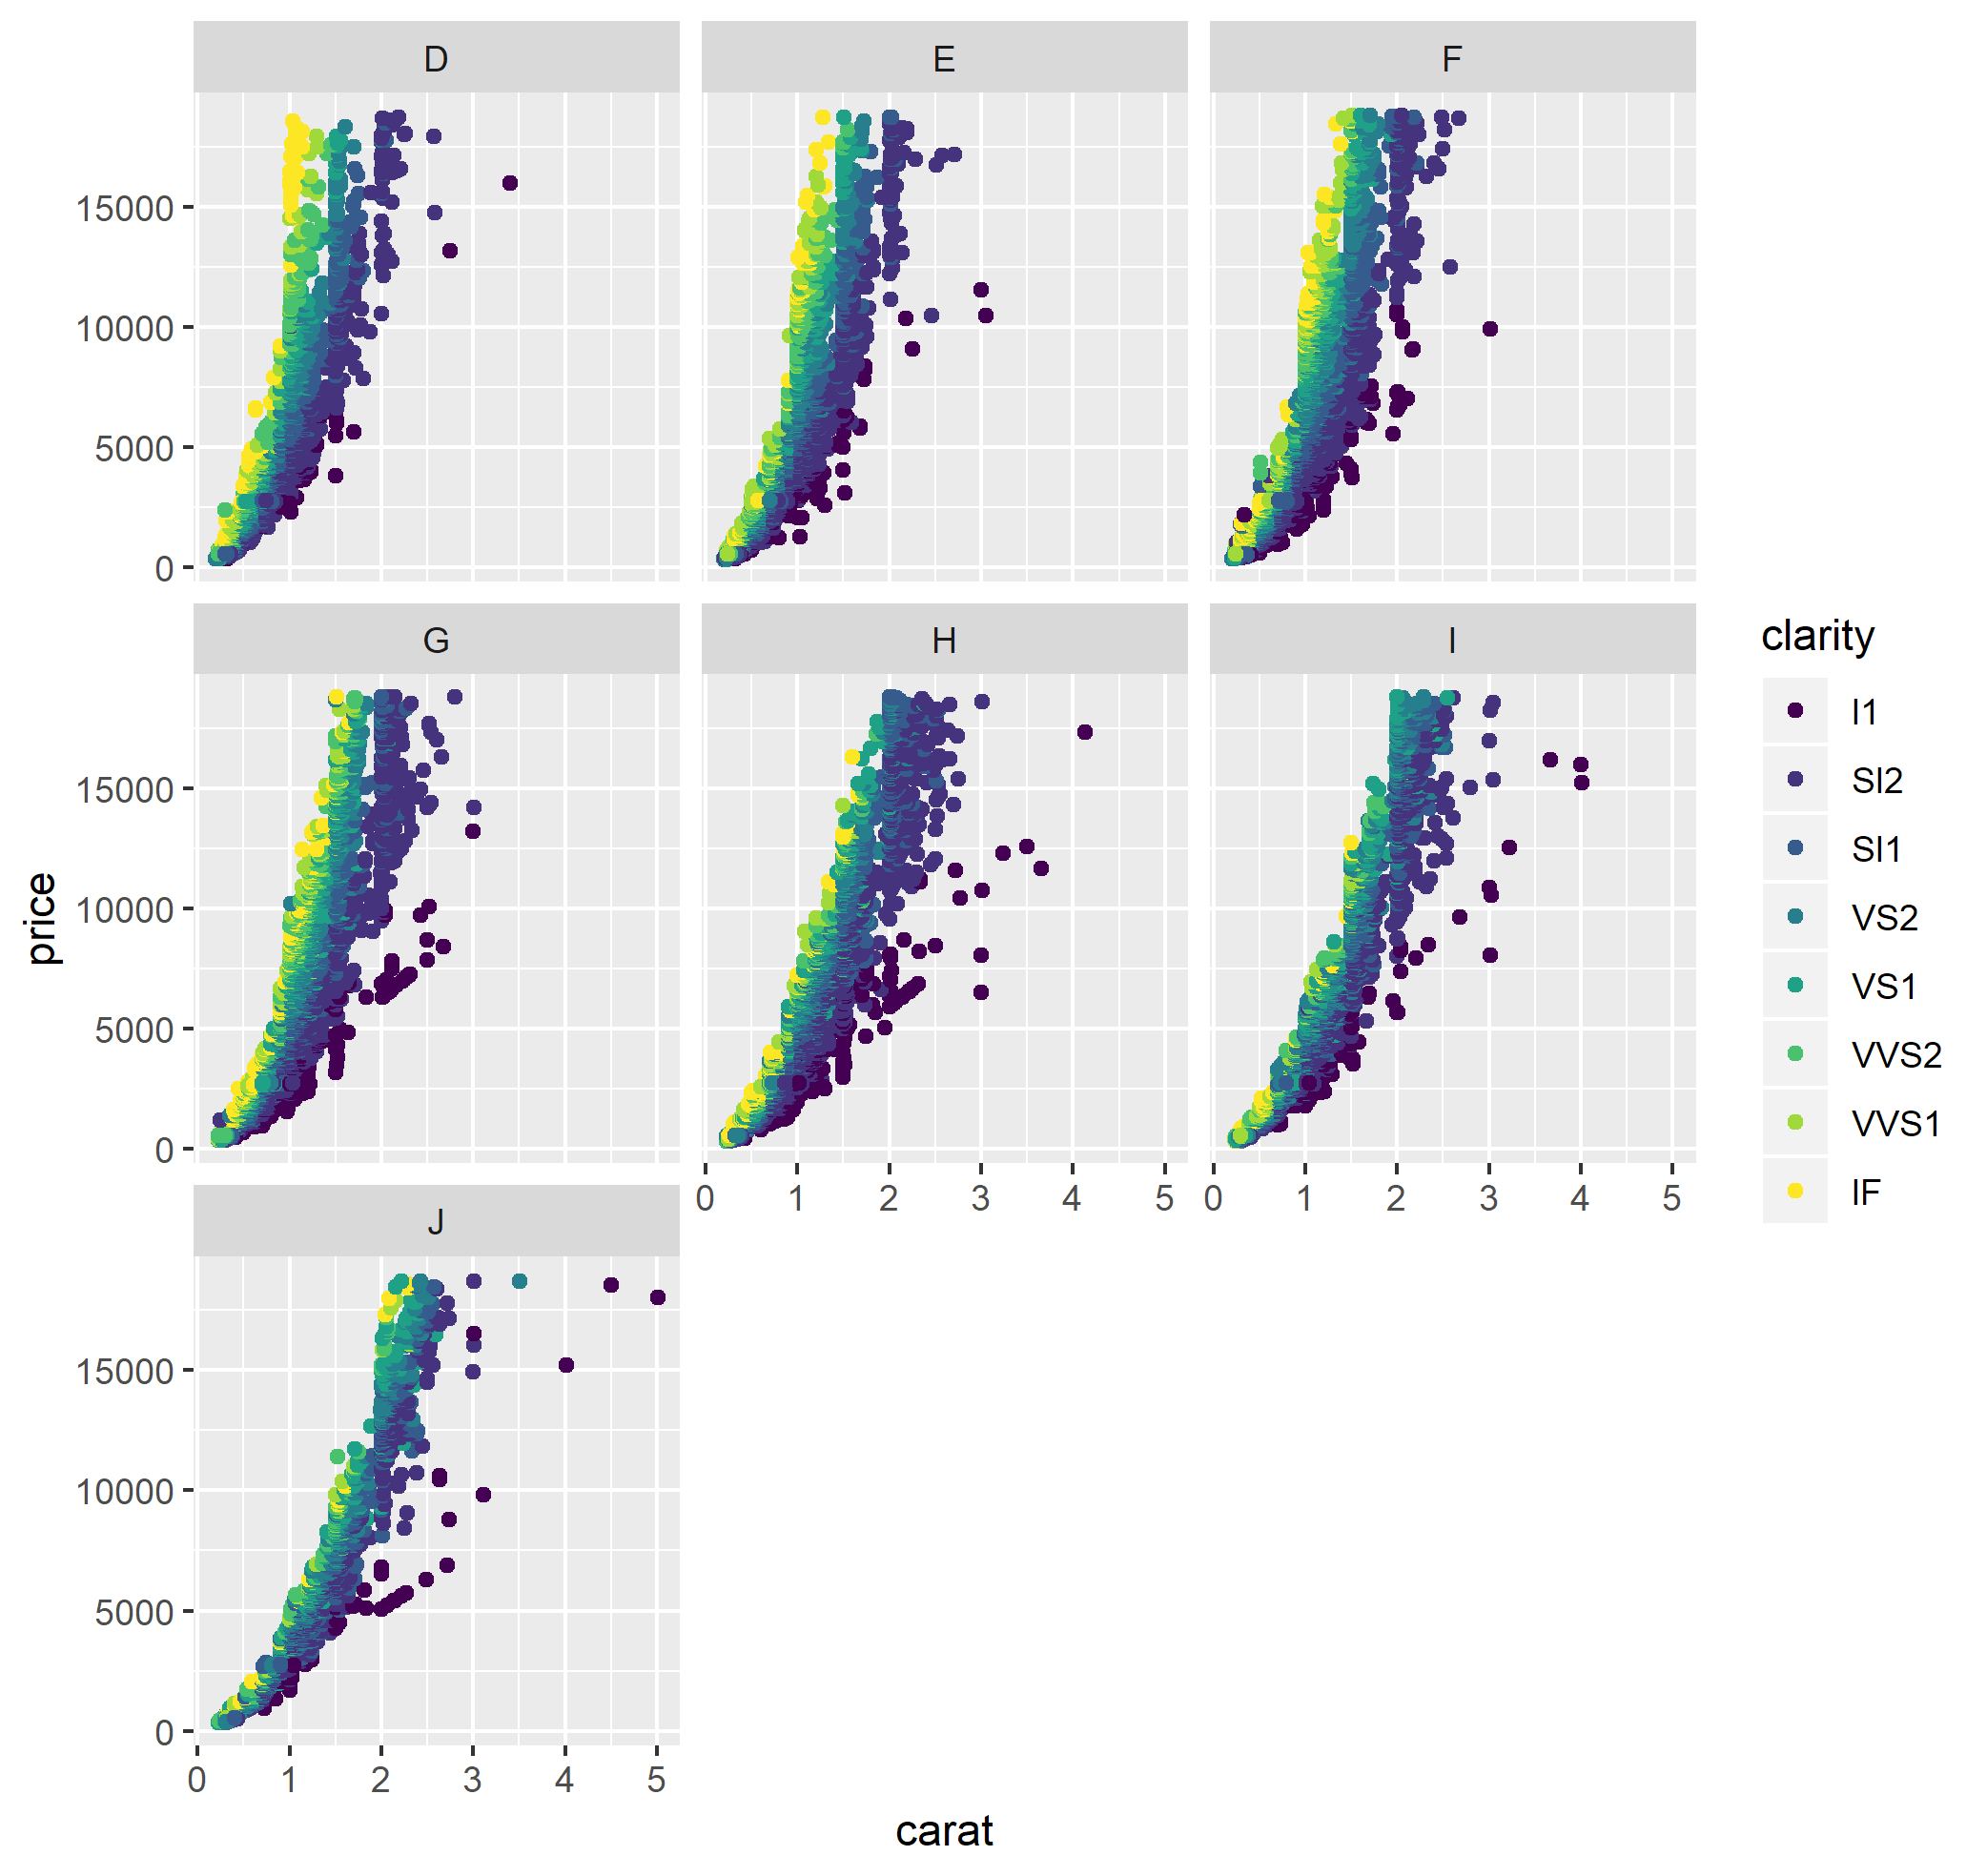 D E F
15000
10000
5000
0
G H I
clarity
I1
SI2
SI1
VS2
VS1
VVS2
VVS1
IF
15000
10000
5000
0
price
0 1 2 3 4 5 0 1 2 3 4 5
J
15000
10000
5000
0
0 1 2 3 4 5
carat